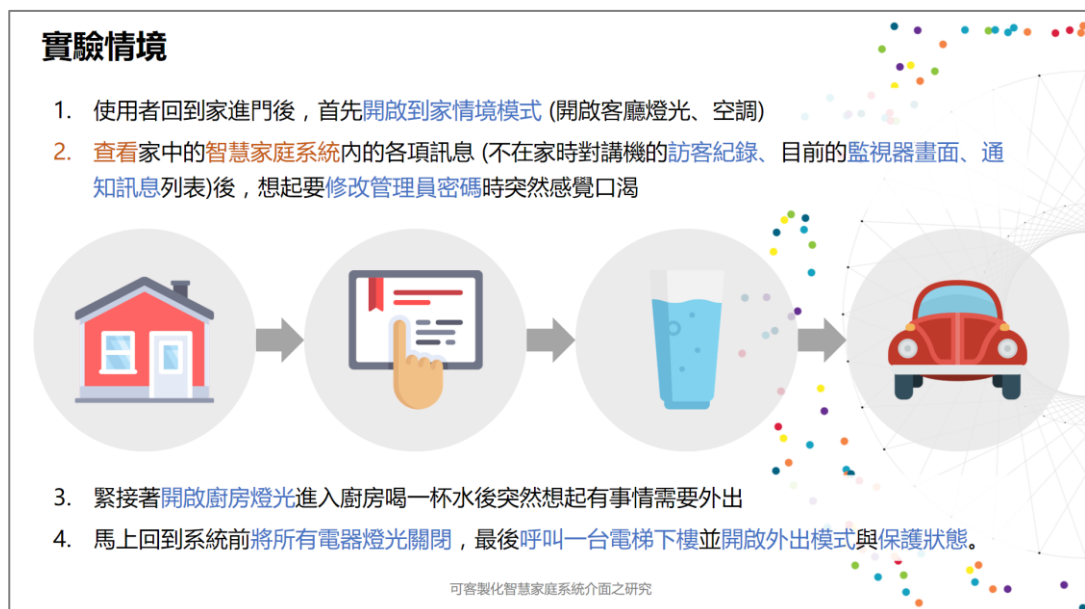 實驗情境
1. 使用者回到家進門後，首先開啟到家情境模式 (開啟客廳燈光、空調)
2. 查看家中的智慧家庭系統內的各項訊息 (不在家時對講機的訪客紀錄、目前的監視器畫面、通
知訊息列表)後，想起要修改管理員密碼時突然感覺口渴
3. 緊接著開啟廚房燈光進入廚房喝一杯水後突然想起有事情需要外出
4. 馬上回到系統前將所有電器燈光關閉，最後呼叫一台電梯下樓並開啟外出模式與保護狀態。
可客製化智慧家庭系統介面之研究